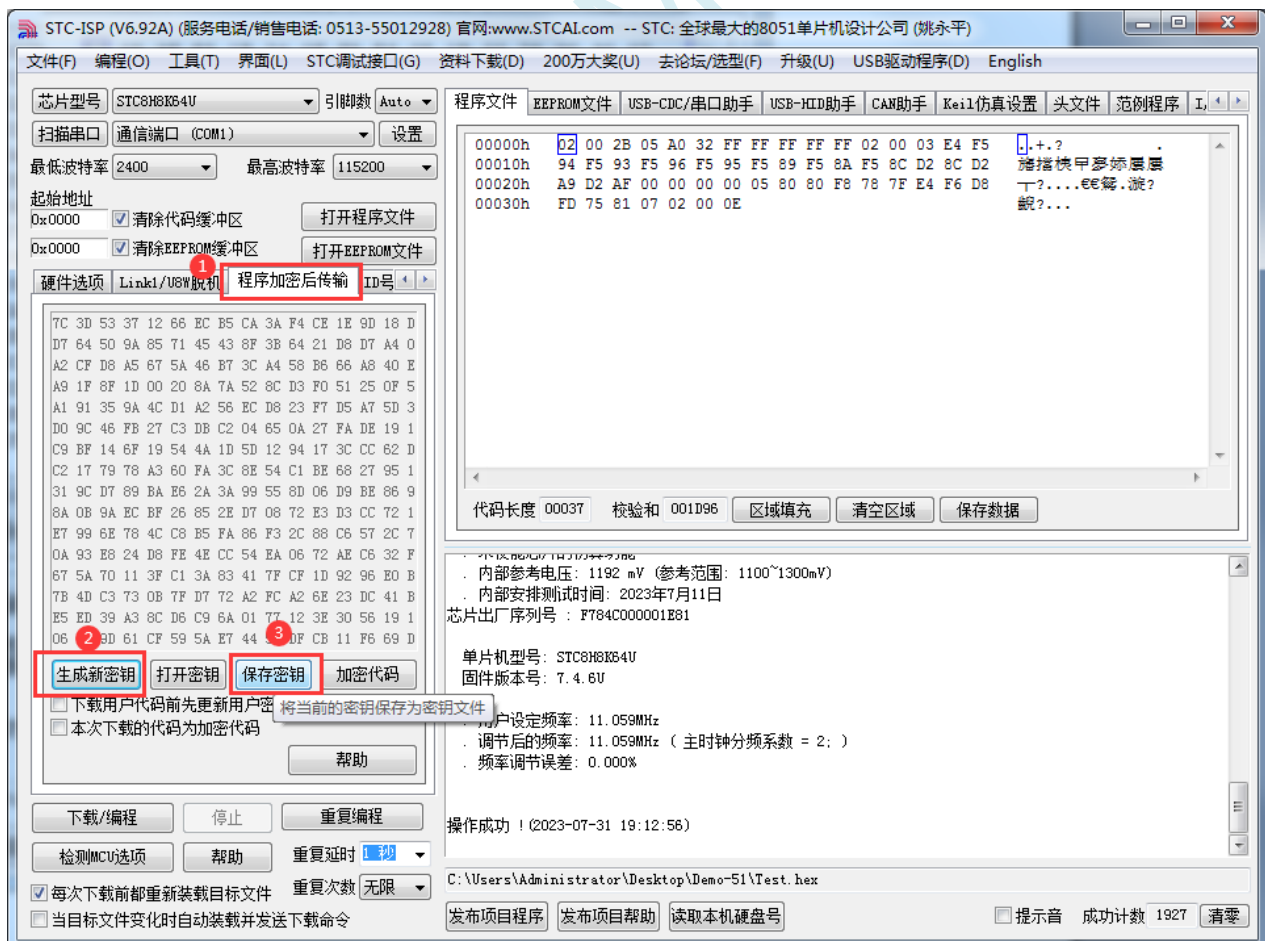 STC-ISP (V6.92A) (服务电话/销售电话: 0513-55012928) 官网:www.STCAI.com -- STC: 全球最大的8051单片机设计公司 (姚永平)
文件(F) 编程(O) 工具(T) 界面(L) STC调试接口(G) 资料下载(D) 200万大奖(U) 去论坛/选型(F) 升级(U) USB驱动程序(D) English
芯片型号 STC8H8K64U 引脚数 Auto
扫描串口 通信端口 (COM1) 设置
最低波特率 2400 最高波特率 115200
起始地址
0x0000 清除代码缓冲区 打开程序文件
0x0000 清除EEPROM缓冲区 打开EEPROM文件
1
硬件选项 Link1/U8W脱机 程序加密后传输 ID号
7C 3D 53 37 12 66 EC B5 CA 3A F4 CE 1E 9D 18 D
D7 64 50 9A 85 71 45 43 8F 3B 64 21 D8 D7 A4 0
A2 CF D8 A5 67 5A 46 B7 3C A4 58 B6 66 A8 40 E
A9 1F 8F 1D 00 20 8A 7A 52 8C D3 F0 51 25 0F 5
A1 91 35 9A 4C D1 A2 56 EC D8 23 F7 D5 A7 5D 3
D0 9C 46 FB 27 C3 DB C2 04 65 0A 27 FA DE 19 1
C9 BF 14 6F 19 54 4A 1D 5D 12 94 17 3C CC 62 D
C2 17 79 78 A3 60 FA 3C 8E 54 C1 BE 68 27 95 1
31 9C D7 89 BA E6 2A 3A 99 55 8D 06 D9 BE 86 9
8A 0B 9A EC BF 26 85 2E D7 08 72 E3 D3 CC 72 1
E7 99 6E 78 4C C8 B5 FA 86 F3 2C 88 C6 57 2C 7
0A 93 E8 24 D8 FE 4E CC 54 EA 06 72 AE C6 32 F
67 5A 70 11 3F C1 3A 83 41 7F CF 1D 92 96 E0 B
7B 4D C3 73 0B 7F D7 72 A2 FC A2 6E 23 DC 41 B
E5 ED 39 A3 8C D6 C9 6A 01 77 12 3E 30 56 19 1
06 9D 61 CF 59 5A E7 44 DF CB 11 F6 69 D
2 3
生成新密钥 打开密钥 保存密钥 加密代码
下载用户代码前先更新用户密
将当前的密钥保存为密钥文件
本次下载的代码为加密代码
帮助
下载/编程 停止 重复编程
检测MCU选项 帮助 重复延时 1 秒
每次下载前都重新装载目标文件 重复次数 无限
当目标文件变化时自动装载并发送下载命令
程序文件 EEPROM文件 USB-CDC/串口助手 USB-HID助手 CAN助手 Keil仿真设置 头文件 范例程序 I,
00000h 02 00 2B 05 A0 32 FF FF FF FF FF 02 00 03 E4 F5 ..+.?
00010h 94 F5 93 F5 96 F5 95 F5 89 F5 8A F5 8C D2 8C D2
00020h A9 D2 AF 00 00 00 00 05 80 80 F8 78 7F E4 F6 D8
00030h FD 75 81 07 02 00 0E
代码长度 00037 校验和 001D96 区域填充 清空区域 保存数据
. 内部参考电压: 1192 mV (参考范围: 1100~1300mV)
. 内部安排测试时间: 2023年7月11日
芯片出厂序列号 : F784C000001E81
单片机型号: STC8H8K64U
固件版本号: 7.4.6U
. 用户设定频率: 11.059MHz
. 调节后的频率: 11.059MHz ( 主时钟分频系数 = 2; )
. 频率调节误差: 0.000%
操作成功 !(2023-07-31 19:12:56)
C:\Users\Administrator\Desktop\Demo-51\Test.hex
发布项目程序 发布项目帮助 读取本机硬盘号 提示音 成功计数 1927 清零